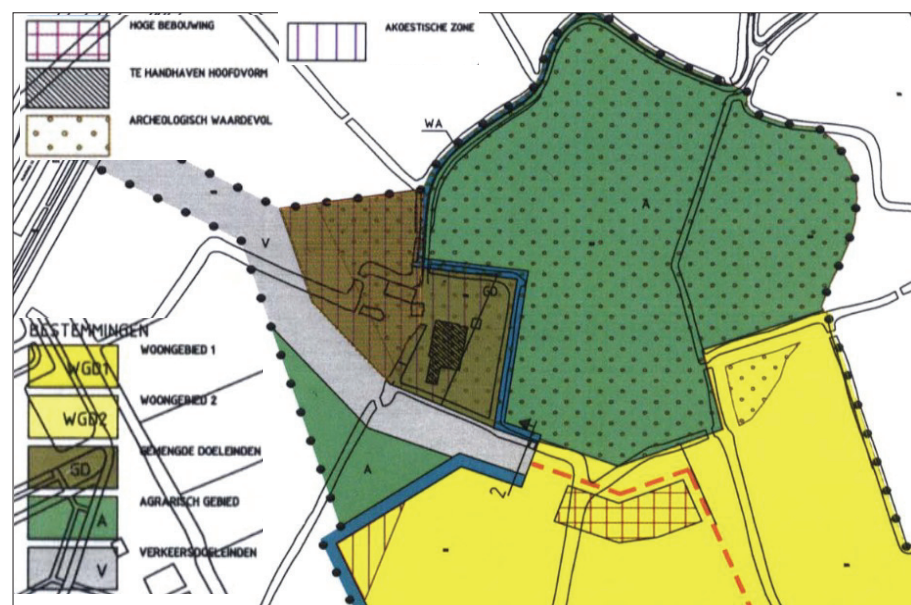 HOGE BEBOUWING
AKOESTISCHE ZONE
TE HANDHAVEN HOOFDVORM
ARCHEOLOGISCH WAARDEVOL
WA
A
V
BESTEMMINGEN
WGD1
WOONGEBIED 1
WGD2
WOONGEBIED 2
GD
GEMENGDE DOELEINDEN
A
A
AGRARISCH GEBIED
V
VERKEERSDOELEINDEN
2